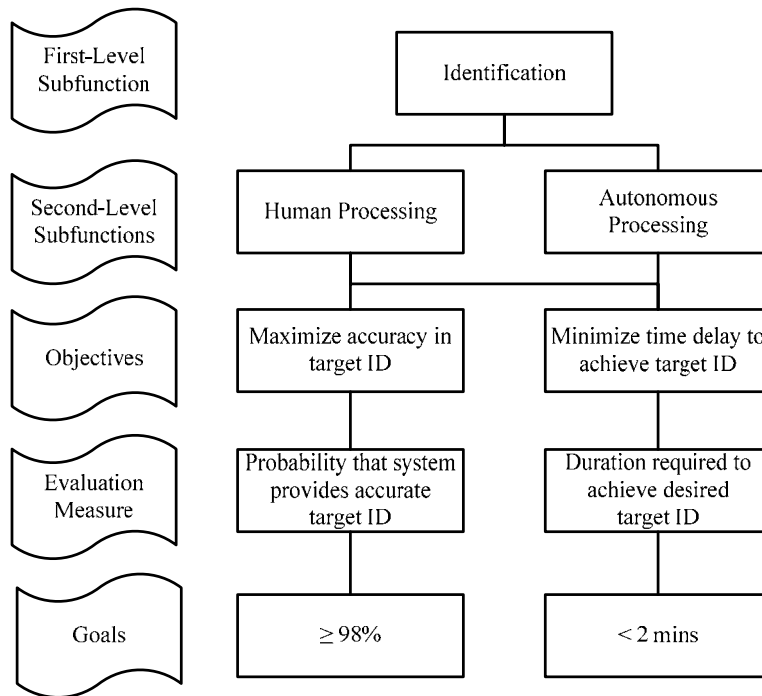 First-Level
Subfunction
Identification
Second-Level
Subfunctions
Human Processing
Autonomous
Processing
Objectives
Maximize accuracy in
target ID
Minimize time delay to
achieve target ID
Evaluation
Measure
Probability that system
provides accurate
target ID
Duration required to
achieve desired
target ID
Goals
≥ 98%
< 2 mins